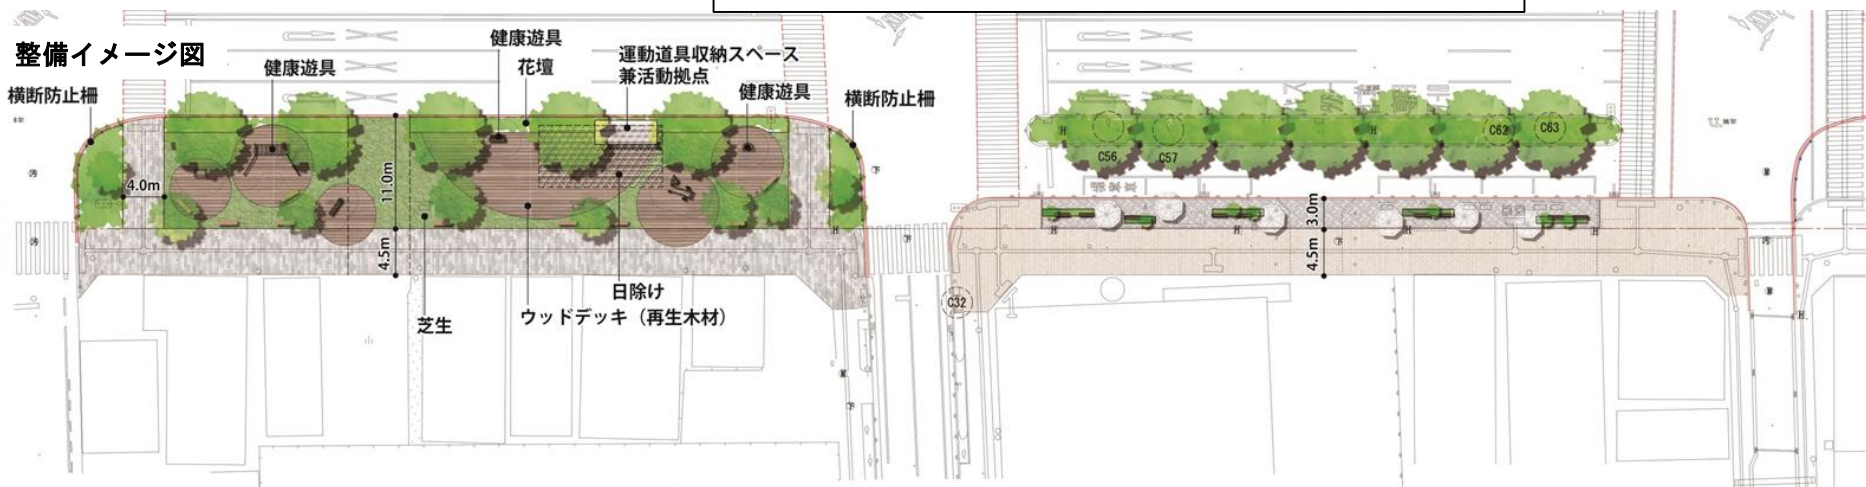 整備イメージ図
横断防止柵
健康遊具
健康遊具
花壇
運動道具収納スペース
兼活動拠点
健康遊具
横断防止柵
4.0m
11.0m
4.5m
芝生
ウッドデッキ（再生木材）
日除け
C56
C57
C62
C63
3.0m
4.5m
C32